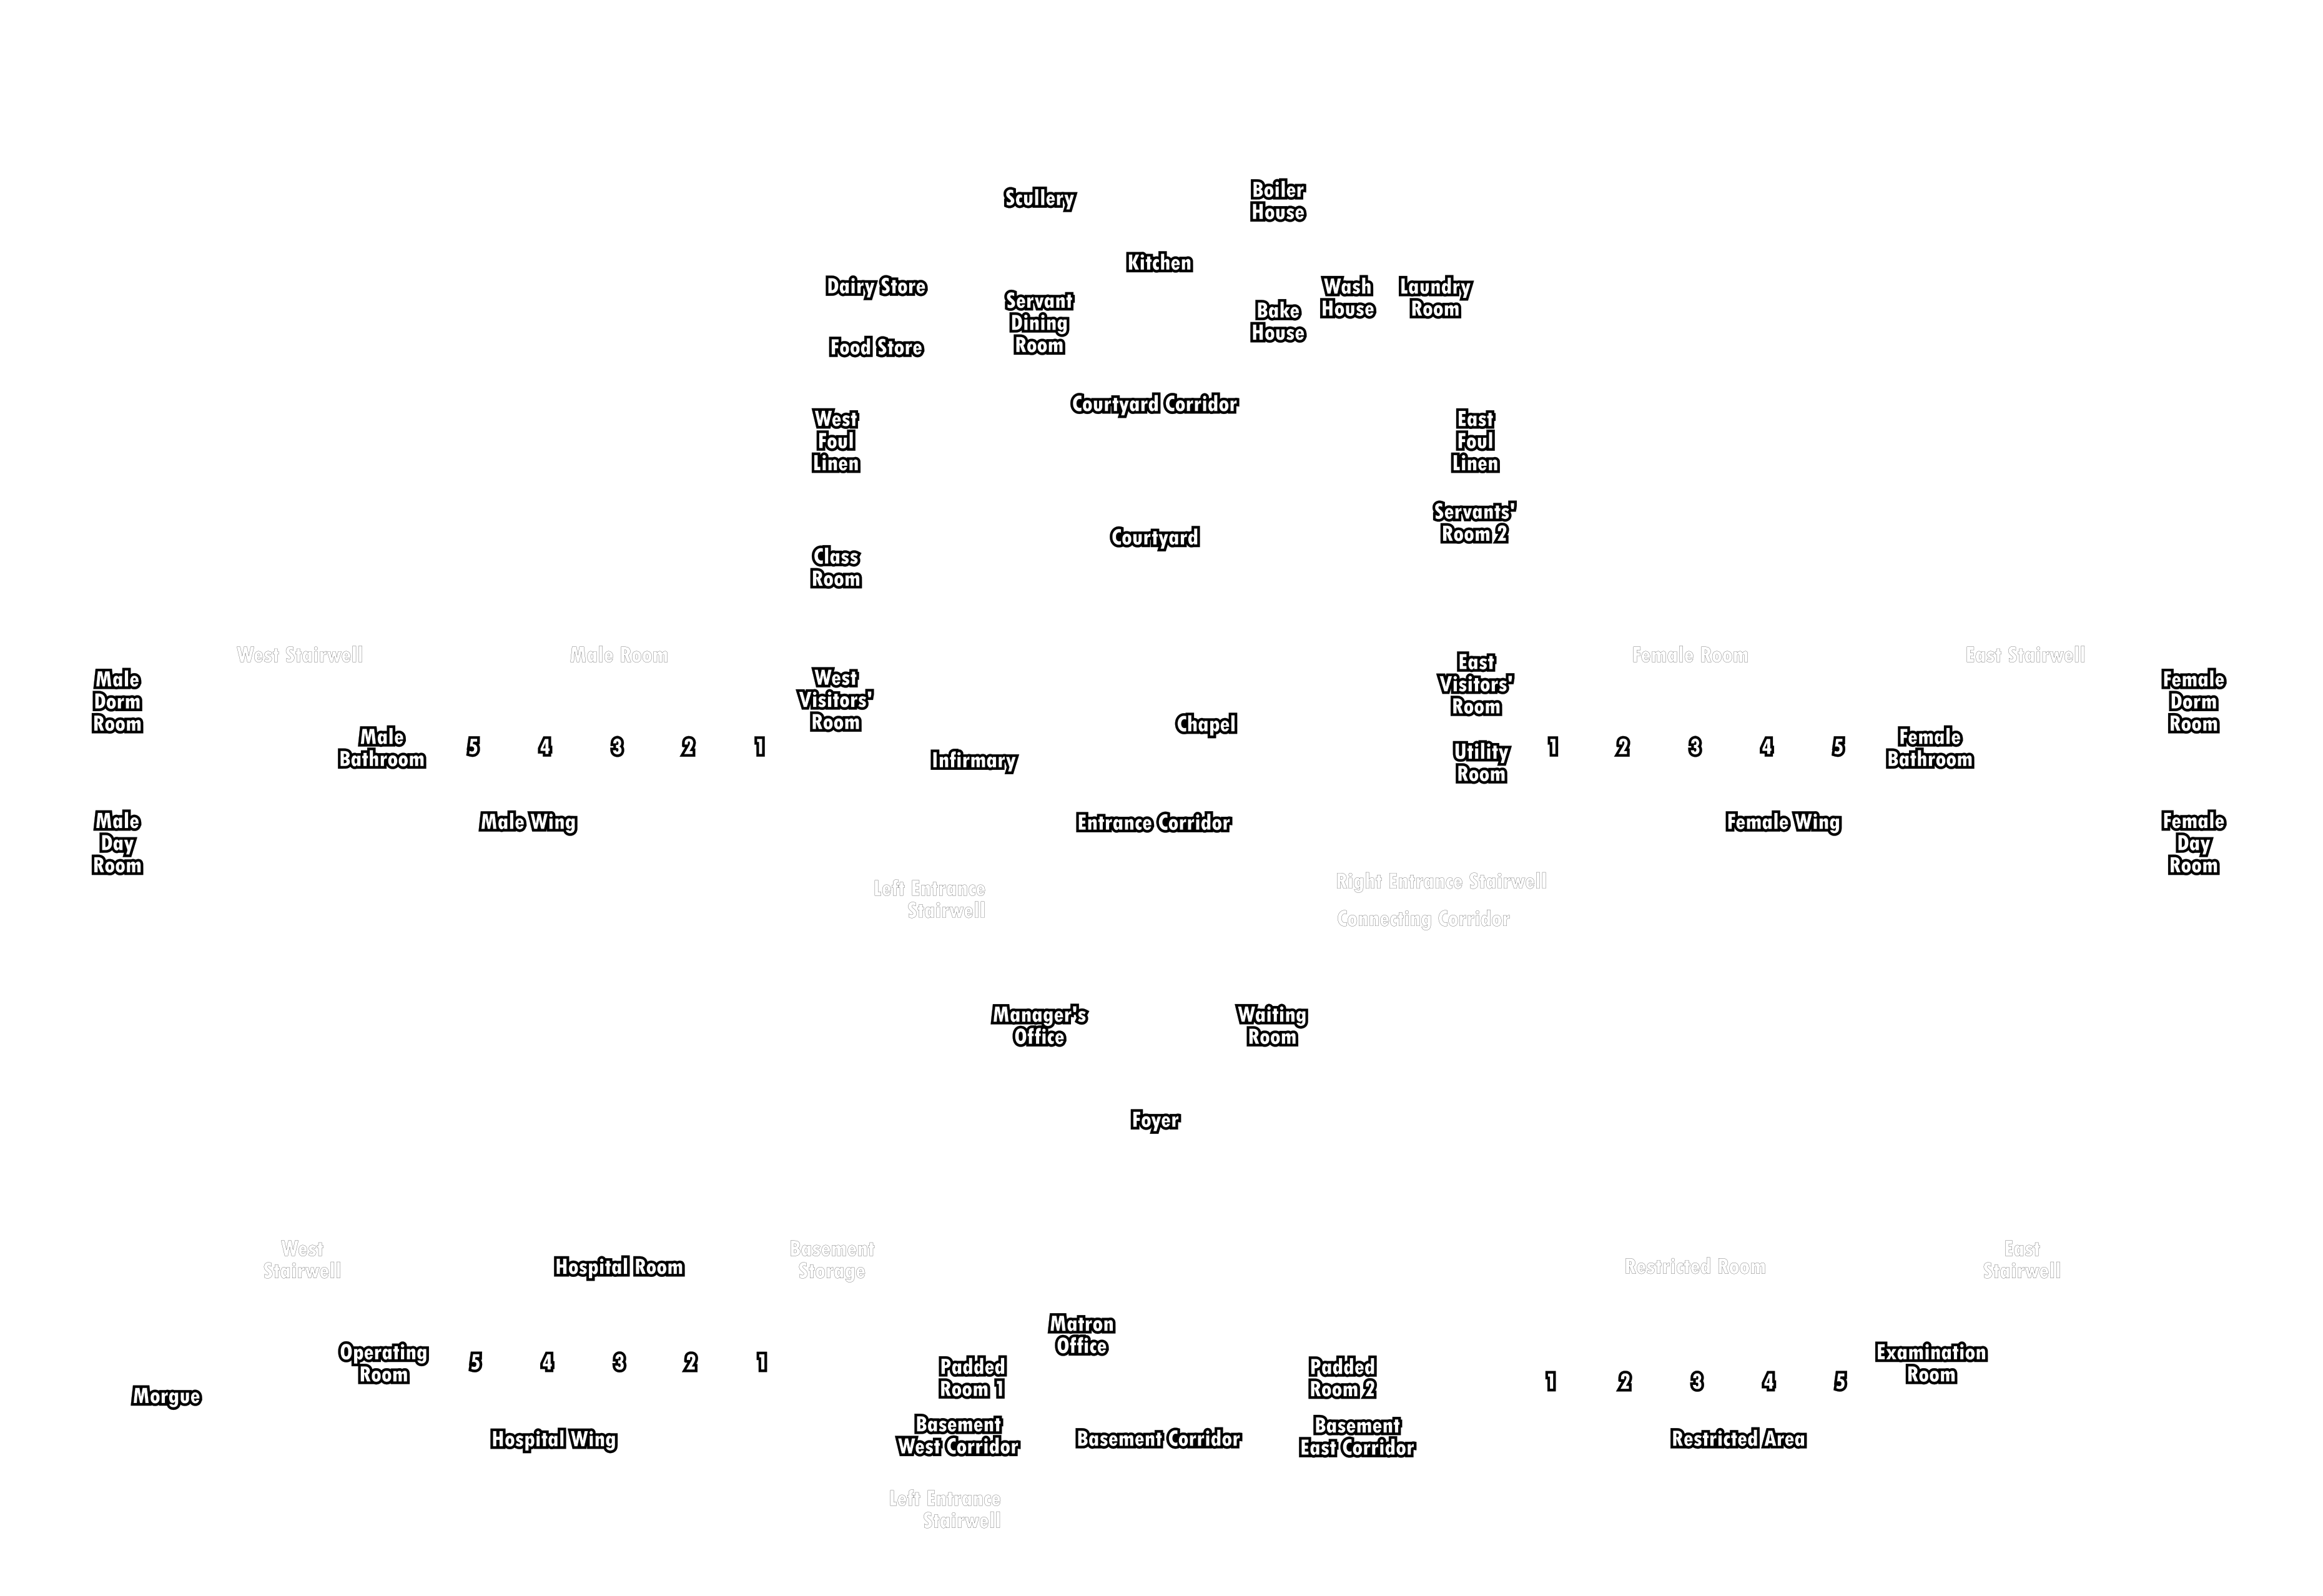 Scullery
Boiler
House
Kitchen
Dairy Store
Servant
Dining
Room
Bake
House
Wash
House
Laundry
Room
Food Store
Courtyard Corridor
West
Foul
Linen
East
Foul
Linen
Servants'
Room 2
Courtyard
Class
Room
West Stairwell
Male Room
Female Room
East Stairwell
Male
Dorm
Room
West
Visitors'
Room
East
Visitors'
Room
Female
Dorm
Room
Chapel
Male
Bathroom
5
4
3
2
1
Infirmary
Utility
Room
1
2
3
4
5
Female
Bathroom
Male
Day
Room
Male Wing
Entrance Corridor
Female Wing
Female
Day
Room
Left Entrance
Stairwell
Right Entrance Stairwell
Connecting Corridor
Manager's
Office
Waiting
Room
Foyer
West
Stairwell
Hospital Room
Basement
Storage
Restricted Room
East
Stairwell
Matron
Office
Operating
Room
5
4
3
2
1
Padded
Room 1
Padded
Room 2
1
2
3
4
5
Examination
Room
Morgue
Hospital Wing
Basement
West Corridor
Basement Corridor
Basement
East Corridor
Restricted Area
Left Entrance
Stairwell